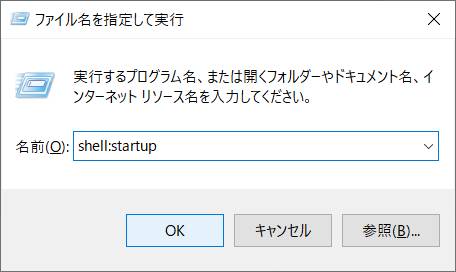 ファイル名を指定して実行
実行するプログラム名、または開くフォルダーやドキュメント名、イ
ンターネット リソース名を入力してください。
名前(O): shell:startup
OK キャンセル 参照(B)...